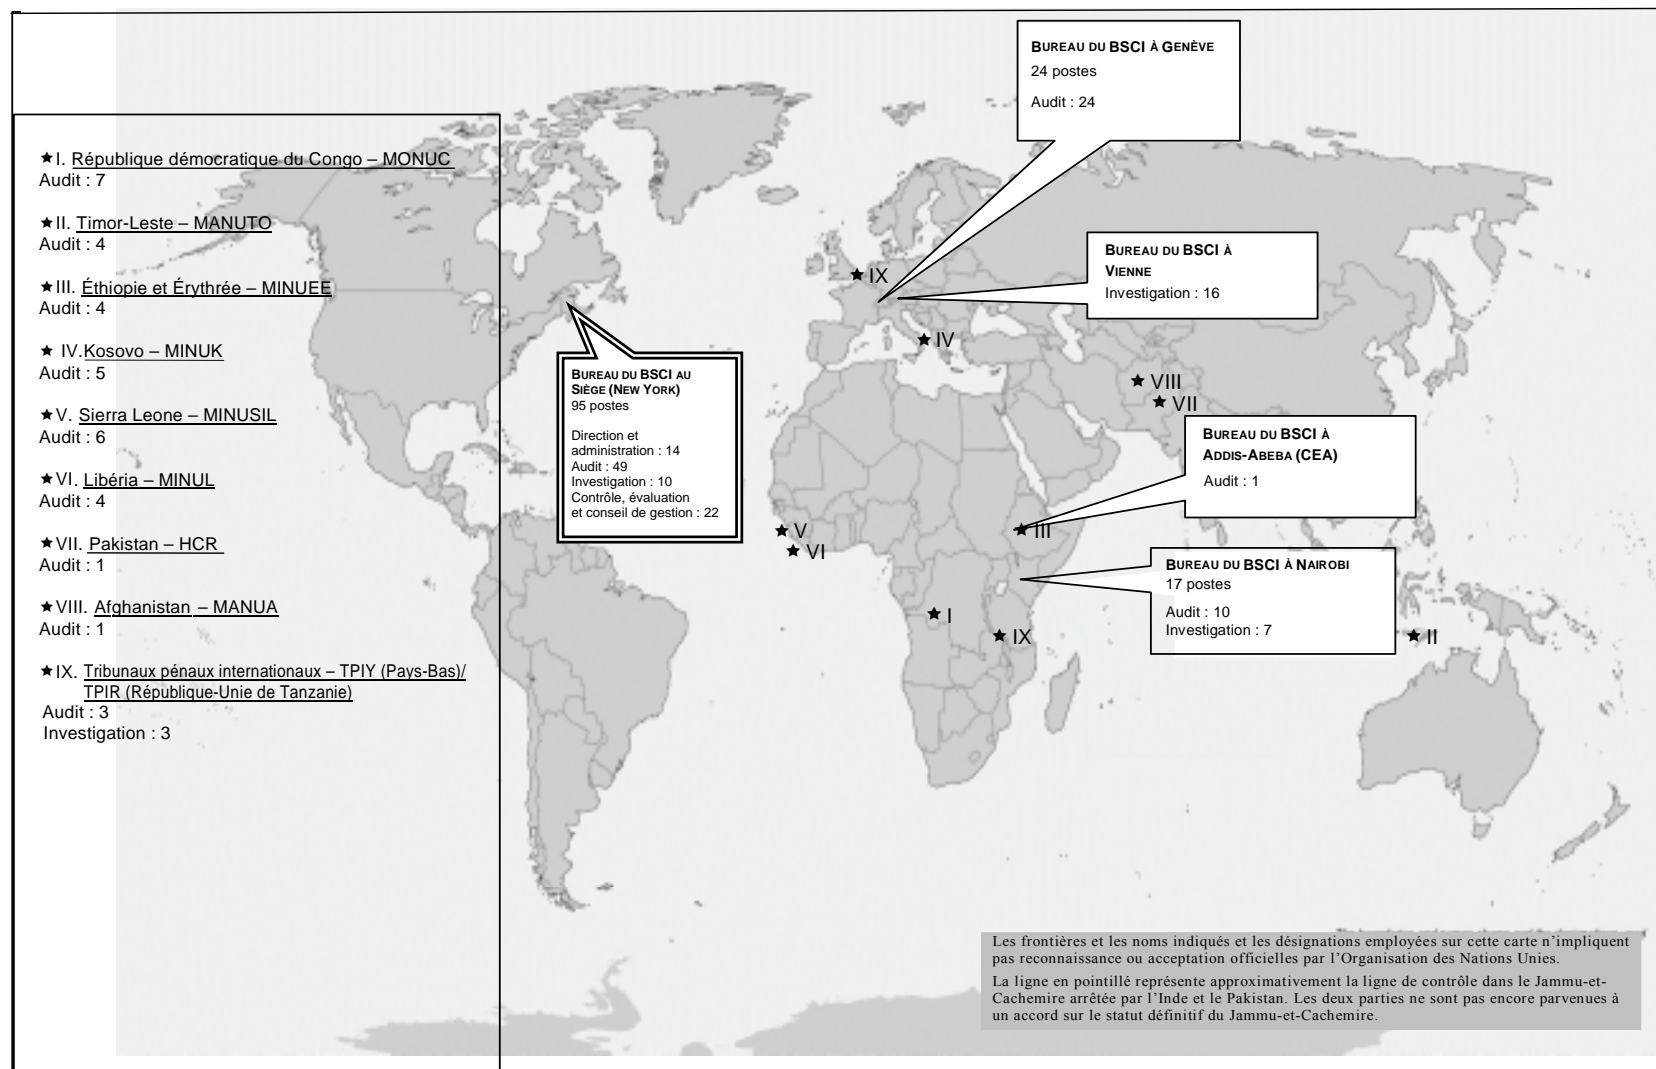 ★I. République démocratique du Congo – MONUC
Audit : 7
★II. Timor-Leste – MANUTO
Audit : 4
★III. Éthiopie et Érythrée – MINUEE
Audit : 4
★ IV.Kosovo – MINUK
Audit : 5
★V. Sierra Leone – MINUSIL
Audit : 6
★VI. Libéria – MINUL
Audit : 4
★VII. Pakistan – HCR
Audit : 1
★VIII. Afghanistan – MANUA
Audit : 1
★IX. Tribunaux pénaux internationaux – TPIY (Pays-Bas)/
TPIR (République-Unie de Tanzanie)
Audit : 3
Investigation : 3
BUREAU DU BSCI À GENÈVE
24 postes
Audit : 24
BUREAU DU BSCI À
VIENNE
Investigation : 16
BUREAU DU BSCI AU
SIÈGE (NEW YORK)
95 postes
Direction et
administration : 14
Audit : 49
Investigation : 10
Contrôle, évaluation
et conseil de gestion : 22
BUREAU DU BSCI À
ADDIS-ABEBA (CEA)
Audit : 1
BUREAU DU BSCI À NAIROBI
17 postes
Audit : 10
Investigation : 7
★ IX
★ IV
★ VIII
★ VII
★ V
★ VI
★ III
★ I
★ IX
★ II
Les frontières et les noms indiqués et les désignations employées sur cette carte n'impliquent
pas reconnaissance ou acceptation officielles par l'Organisation des Nations Unies.
La ligne en pointillé représente approximativement la ligne de contrôle dans le Jammu-et-
Cachemire arrêtée par l'Inde et le Pakistan. Les deux parties ne sont pas encore parvenues à
un accord sur le statut définitif du Jammu-et-Cachemire.